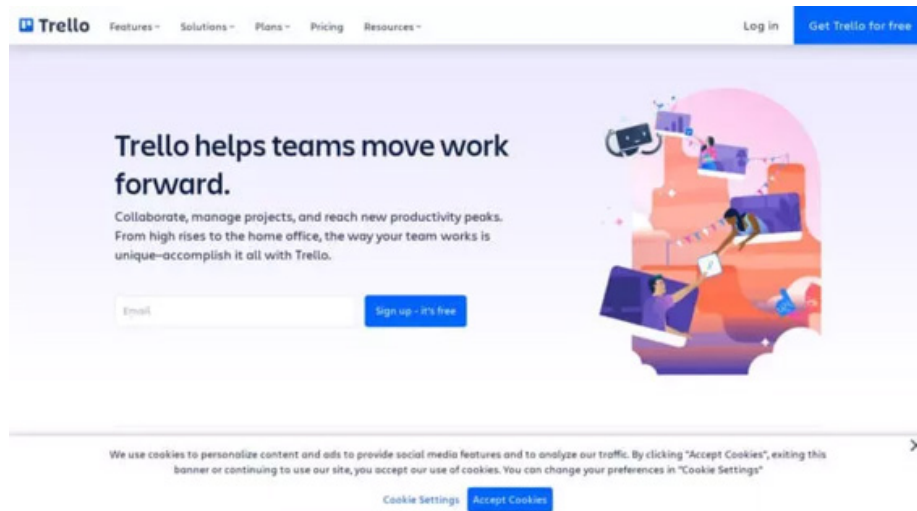 Trello
Features
Solutions
Plans
Pricing
Resources
Log in
Get Trello for free
Trello helps teams move work
forward.
Collaborate, manage projects, and reach new productivity peaks.
From high rises to the home office, the way your team works is
unique—accomplish it all with Trello.
Email
Sign up - it's free
We use cookies to personalize content and ads to provide social media features and to analyze our traffic. By clicking "Accept Cookies", exiting this
banner or continuing to use our site, you accept our use of cookies. You can change your preferences in "Cookie Settings"
Cookie Settings
Accept Cookies